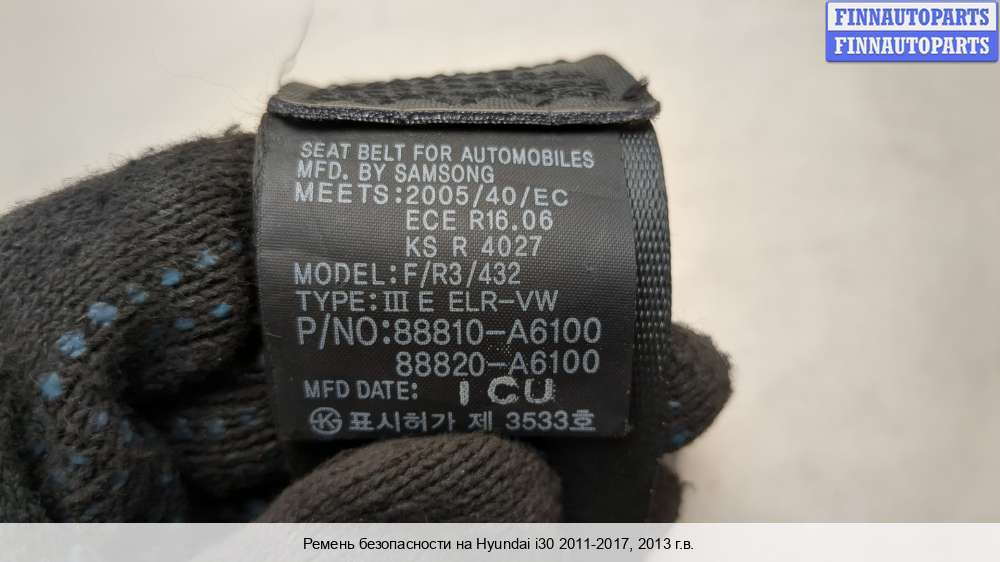 FINNAUTOPARTS
FINNAUTOPARTS
SEAT BELT FOR AUTOMOBILES
MFD. BY SAMSONG
MEETS:2005/40/EC
ECE R16.06
KS R 4027
MODEL:F/R3/432
TYPE:III E ELR-VW
P/NO:88810-A6100
88820-A6100
MFD DATE: 1CU
표시허가 제 3533호
Ремень безопасности на Hyundai i30 2011-2017, 2013 г.в.